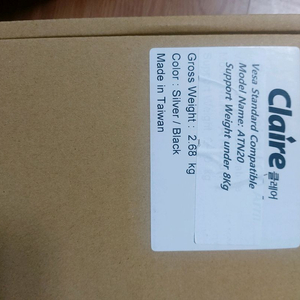 Claire 클레어
Vesa Standard Compatible
Model Name: ATN20
Support Weight under 8Kg
Gross Weight : 2.68 kg
Color : Silver / Black
Made in Taiwan